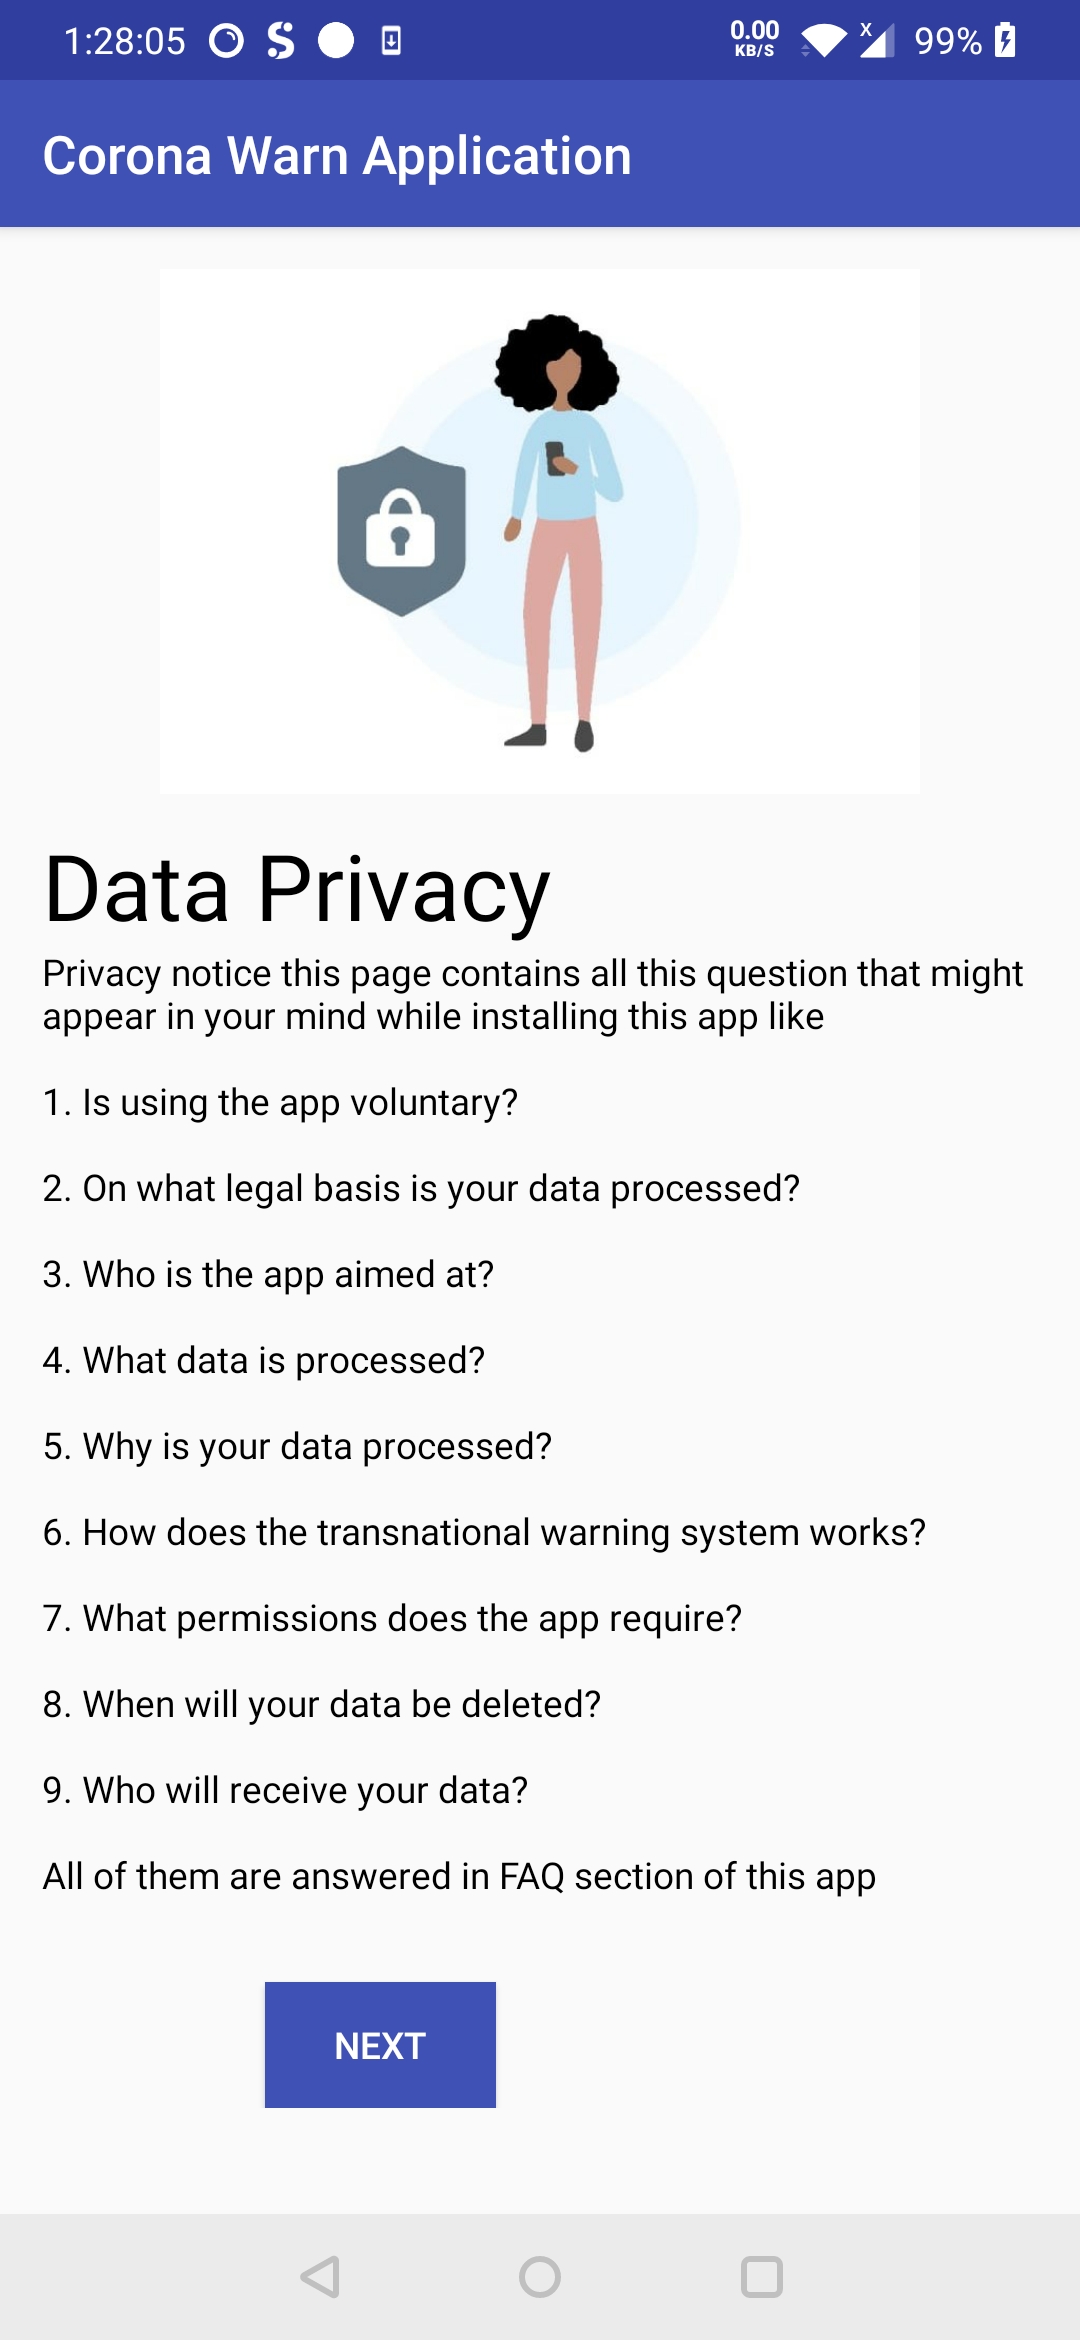 1:28:05
0.00
KB/S
X
99%
Corona Warn Application
Data Privacy
Privacy notice this page contains all this question that might
appear in your mind while installing this app like
1. Is using the app voluntary?
2. On what legal basis is your data processed?
3. Who is the app aimed at?
4. What data is processed?
5. Why is your data processed?
6. How does the transnational warning system works?
7. What permissions does the app require?
8. When will your data be deleted?
9. Who will receive your data?
All of them are answered in FAQ section of this app
NEXT